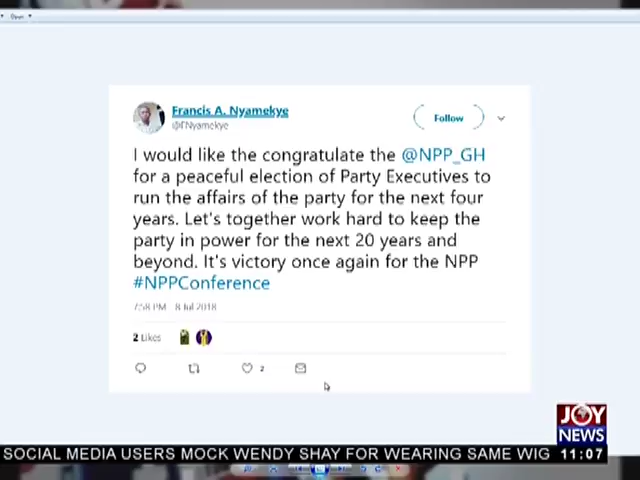 Open
Francis A. Nyamekye
@FNyamekye
Follow
I would like the congratulate the @NPP_GH
for a peaceful election of Party Executives to
run the affairs of the party for the next four
years. Let's together work hard to keep the
party in power for the next 20 years and
beyond. It's victory once again for the NPP
#NPPConference
7:58 PM 8 Jul 2018
2 Likes
2
JOY
NEWS
SOCIAL MEDIA USERS MOCK WENDY SHAY FOR WEARING SAME WIG
11:07